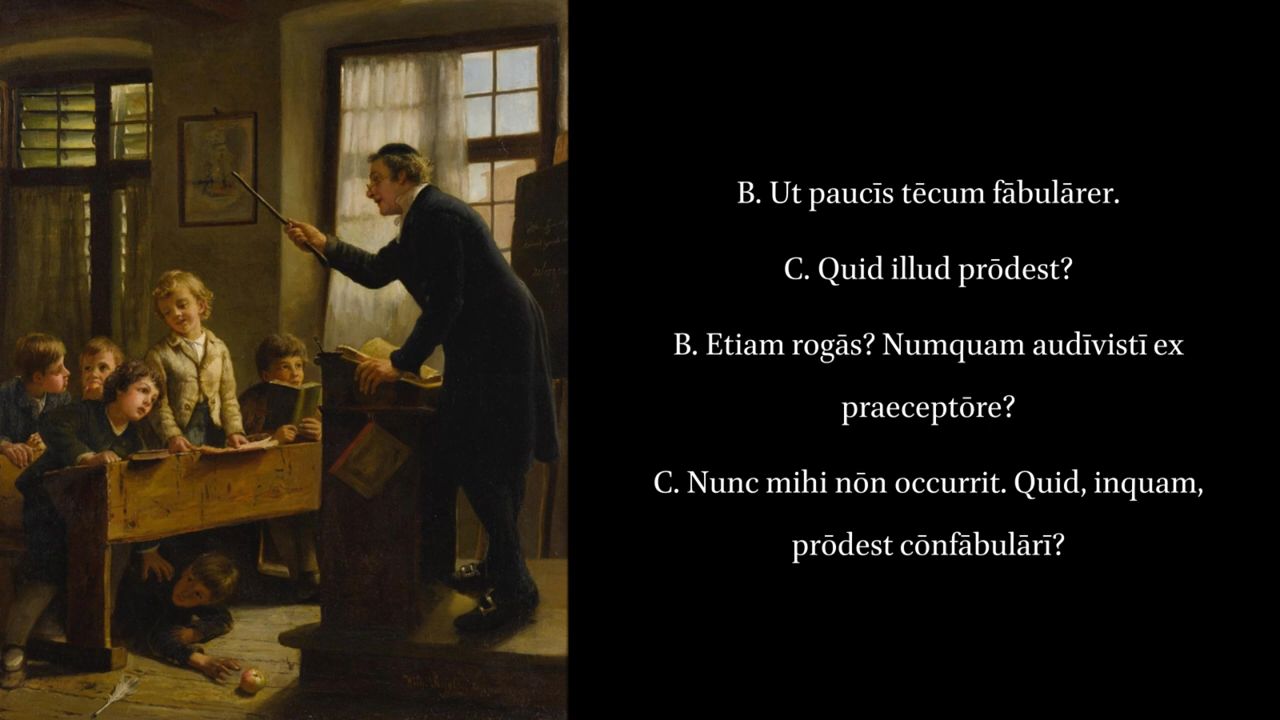 B. Ut paucīs tēcum fābulārer.
C. Quid illud prōdest?
B. Etiam rogās? Numquam audīvistī ex
praeceptōre?
C. Nunc mihi nōn occurrit. Quid, inquam,
prōdest cōnfābulārī?